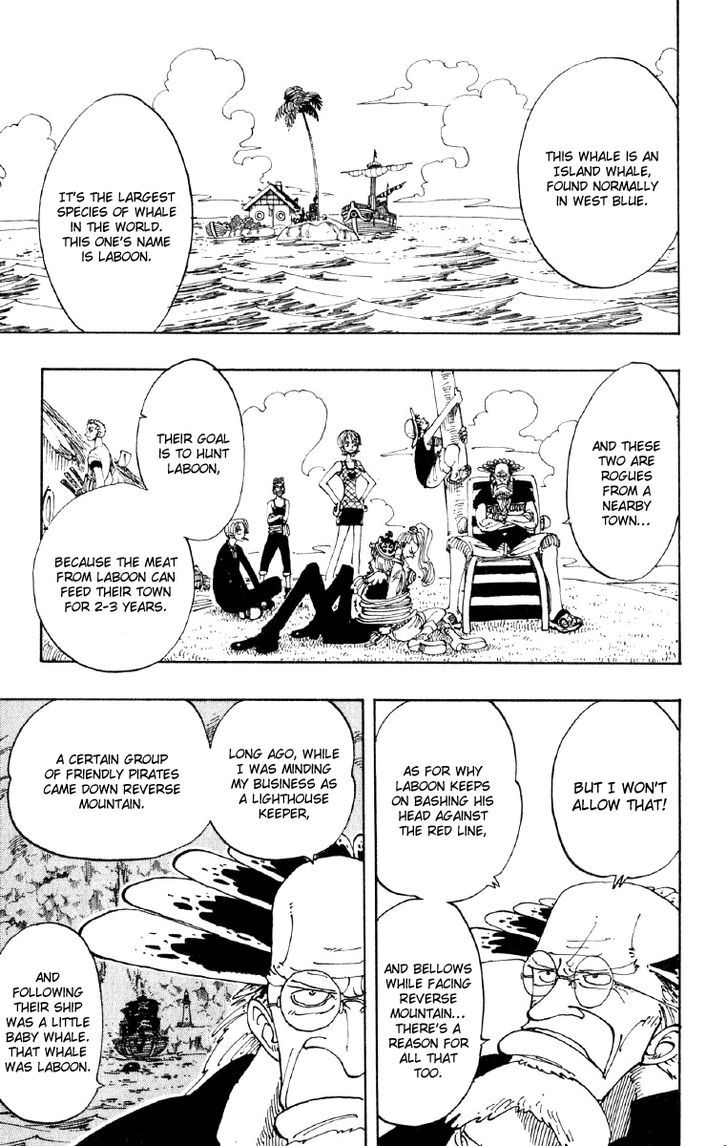 THIS WHALE IS AN
ISLAND WHALE,
FOUND NORMALLY
IN WEST BLUE.
IT'S THE LARGEST
SPECIES OF WHALE
IN THE WORLD.
THIS ONE'S NAME
IS LABOON.
AND THESE
TWO ARE
ROGUES
FROM A
NEARBY
TOWN...
THEIR GOAL
IS TO HUNT
LABOON,
BECAUSE THE MEAT
FROM LABOON CAN
FEED THEIR TOWN
FOR 2-3 YEARS.
BUT I WON'T
ALLOW THAT!
AS FOR WHY
LABOON KEEPS
ON BASHING HIS
HEAD AGAINST
THE RED LINE,
AND BELLOWS
WHILE FACING
REVERSE
MOUNTAIN...
THERE'S A
REASON FOR
ALL THAT
TOO.
LONG AGO, WHILE
I WAS MINDING
MY BUSINESS AS
A LIGHTHOUSE
KEEPER,
A CERTAIN GROUP
OF FRIENDLY PIRATES
CAME DOWN REVERSE
MOUNTAIN.
AND
FOLLOWING
THEIR SHIP
WAS A LITTLE
BABY WHALE.
THAT WHALE
WAS LABOON.